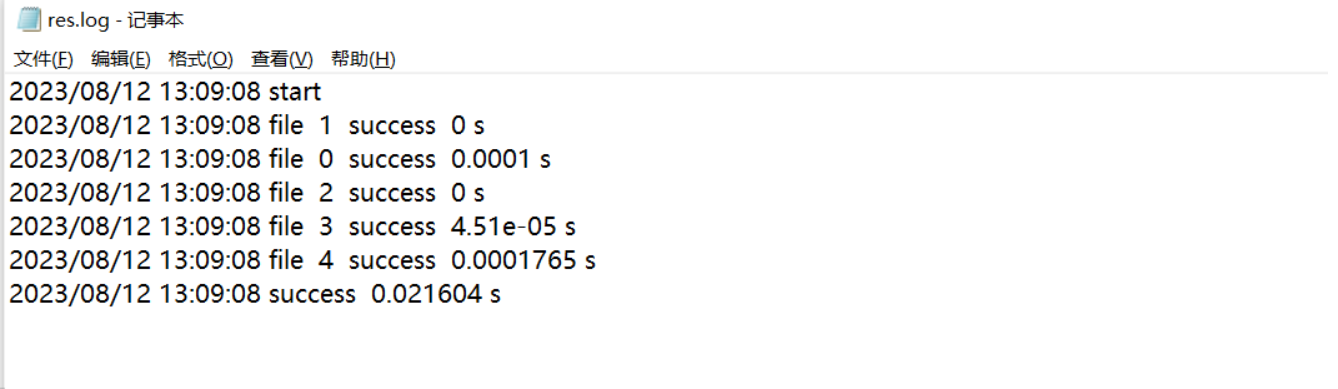 res.log - 记事本
文件(F) 编辑(E) 格式(O) 查看(V) 帮助(H)
2023/08/12 13:09:08 start
2023/08/12 13:09:08 file  1  success  0 s
2023/08/12 13:09:08 file  0  success  0.0001 s
2023/08/12 13:09:08 file  2  success  0 s
2023/08/12 13:09:08 file  3  success  4.51e-05 s
2023/08/12 13:09:08 file  4  success  0.0001765 s
2023/08/12 13:09:08 success  0.021604 s